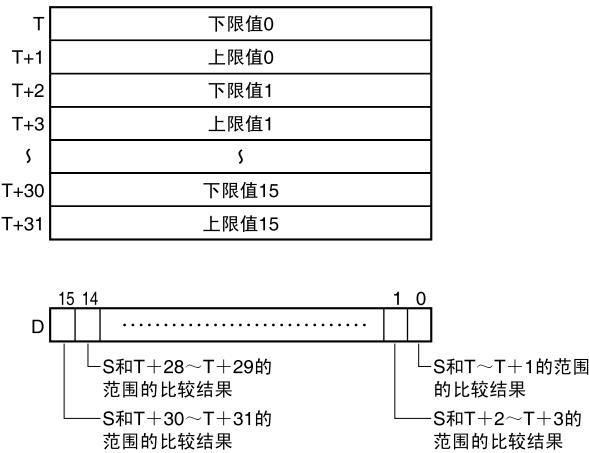 T 下限值0
T+1 上限值0
T+2 下限值1
T+3 上限值1
∫ ∫
T+30 下限值15
T+31 上限值15
15 14 1 0
D ·······························
S和T+28～T+29的
范围的比较结果
S和T+30～T+31的
范围的比较结果
S和T～T+1的范围
的比较结果
S和T+2～T+3的
范围的比较结果